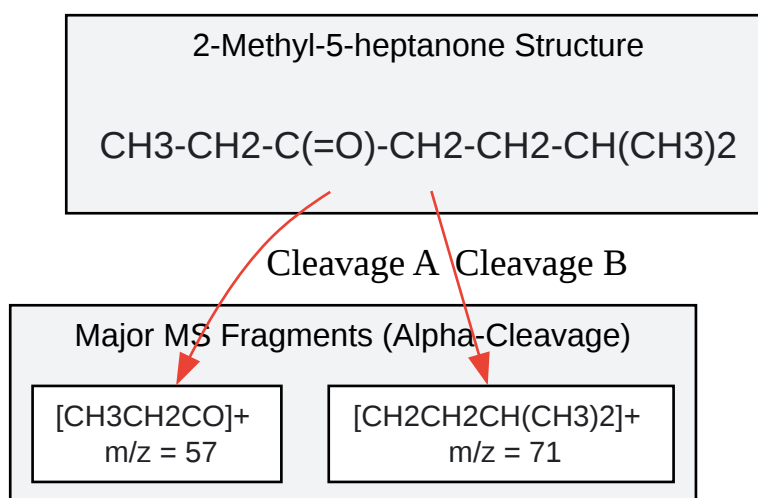 2-Methyl-5-heptanone Structure
CH3-CH2-C(=O)-CH2-CH2-CH(CH3)2
Cleavage A
Cleavage B
Major MS Fragments (Alpha-Cleavage)
[CH3CH2CO]+
m/z = 57
[CH2CH2CH(CH3)2]+
m/z = 71